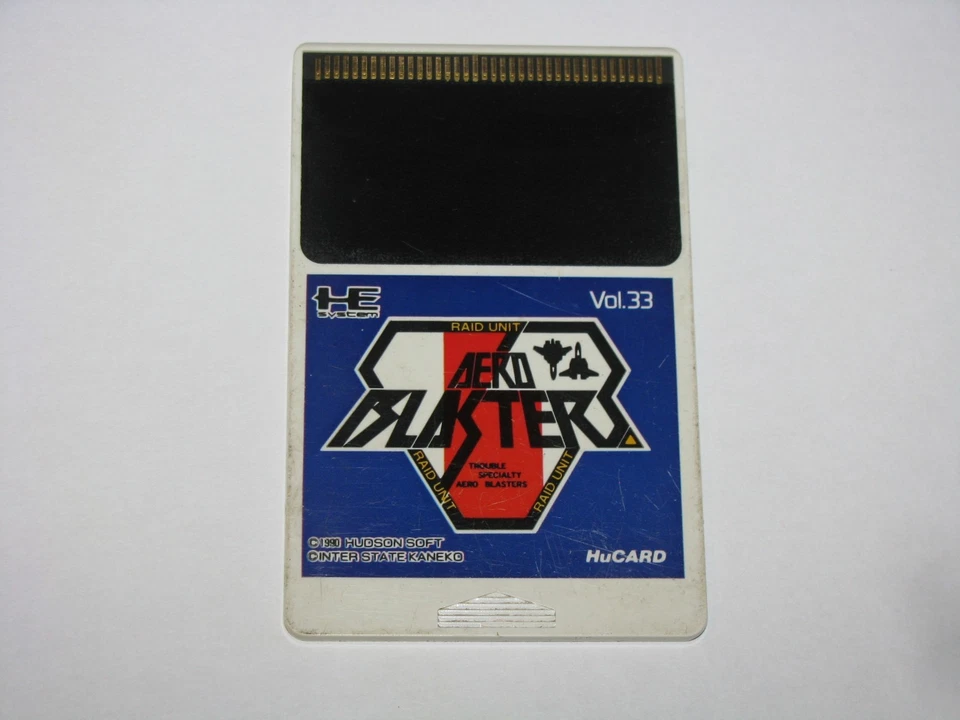 HE
SYSTEM
Vol.33
RAID UNIT
AERO
BLASTERS
RAID UNIT
TROUBLE
SPECIALTY
AERO BLASTERS
RAID UNIT
©1990 HUDSON SOFT
©INTER STATE KANEKO
HuCARD